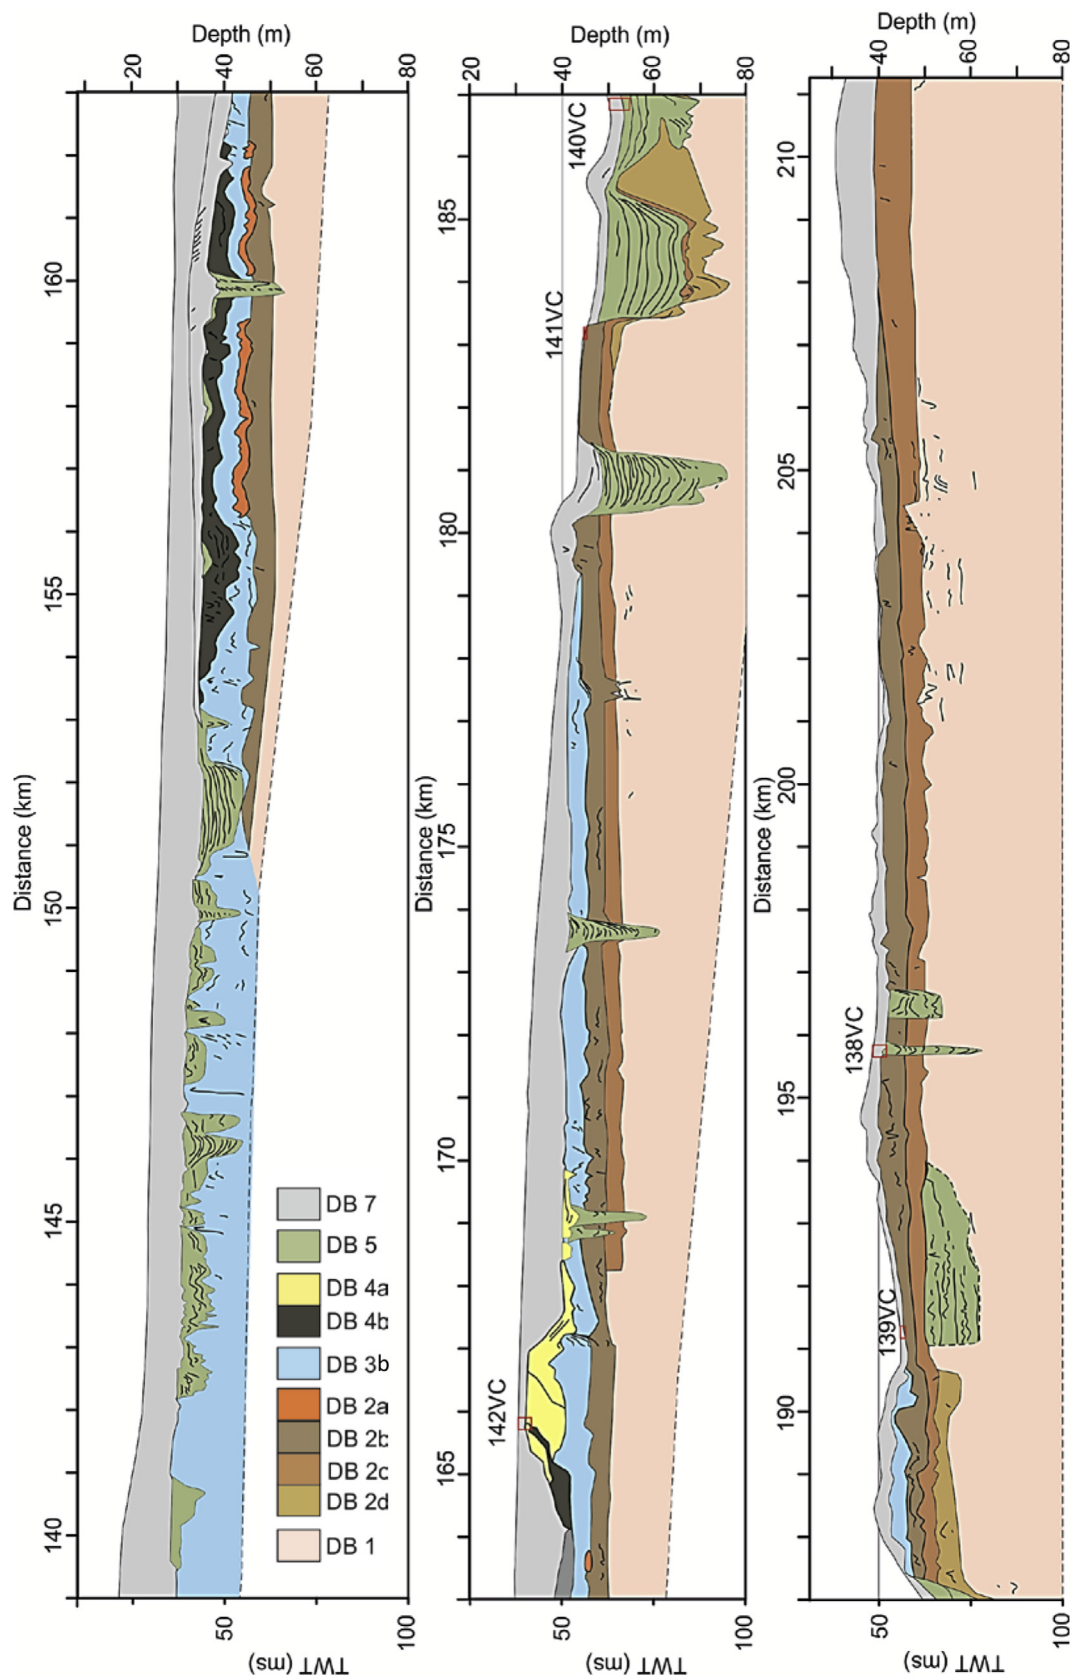 Depth (m)
20
40
60
80
Distance (km)
160
155
150
145
140
50
100
TWT (ms)
DB 7
DB 5
DB 4a
DB 4b
DB 3b
DB 2a
DB 2b
DB 2c
DB 2d
DB 1
Depth (m)
20
40
60
80
Distance (km)
185
180
175
170
165
140VC
141VC
142VC
50
100
TWT (ms)
Depth (m)
40
60
80
Distance (km)
210
205
200
195
190
138VC
139VC
50
100
TWT (ms)